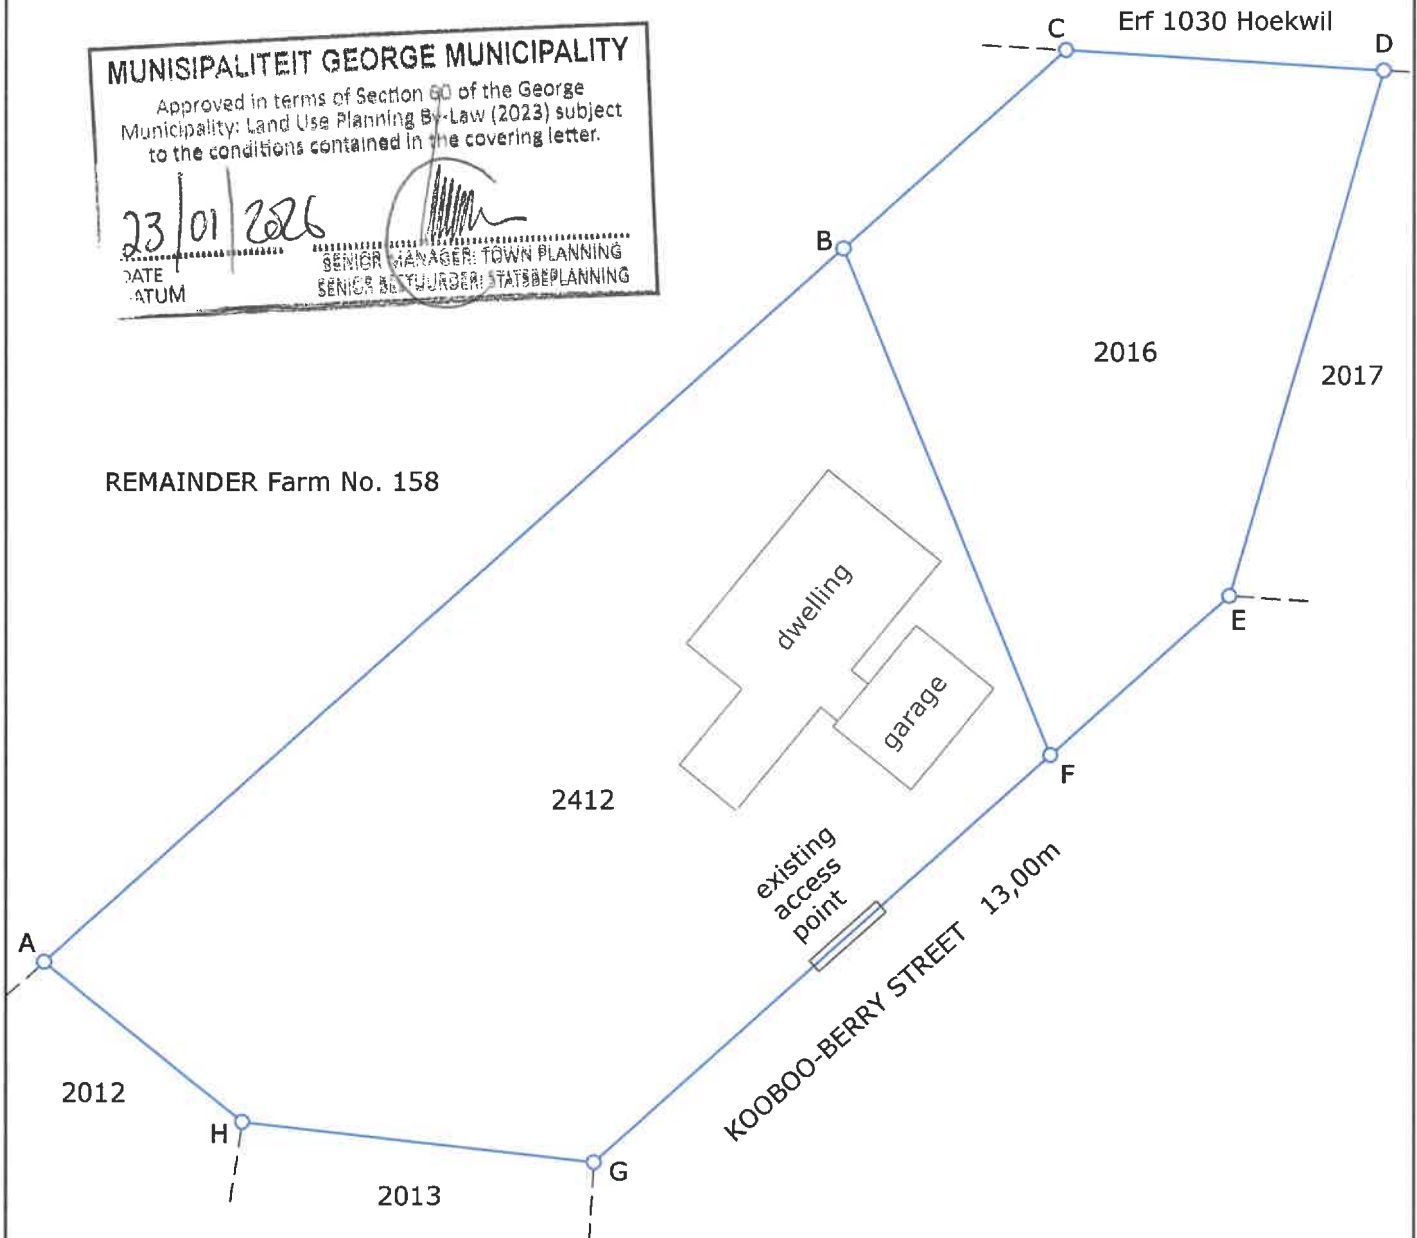 MUNISIPALITEIT GEORGE MUNICIPALITY
Approved in terms of Section 60 of the George
Municipality: Land Use Planning By-Law (2023) subject
to the conditions contained in the covering letter.
23/01/2026
DATE
DATUM
SENIOR MANAGER: TOWN PLANNING
SENIOR BESTUURDER: STATSBEPLANNING
C
Erf 1030 Hoekwil
D
B
2016
2017
REMAINDER Farm No. 158
dwelling
E
garage
F
2412
existing
access
point
KOOBOO-BERRY STREET 13,00m
A
2012
H
G
2013